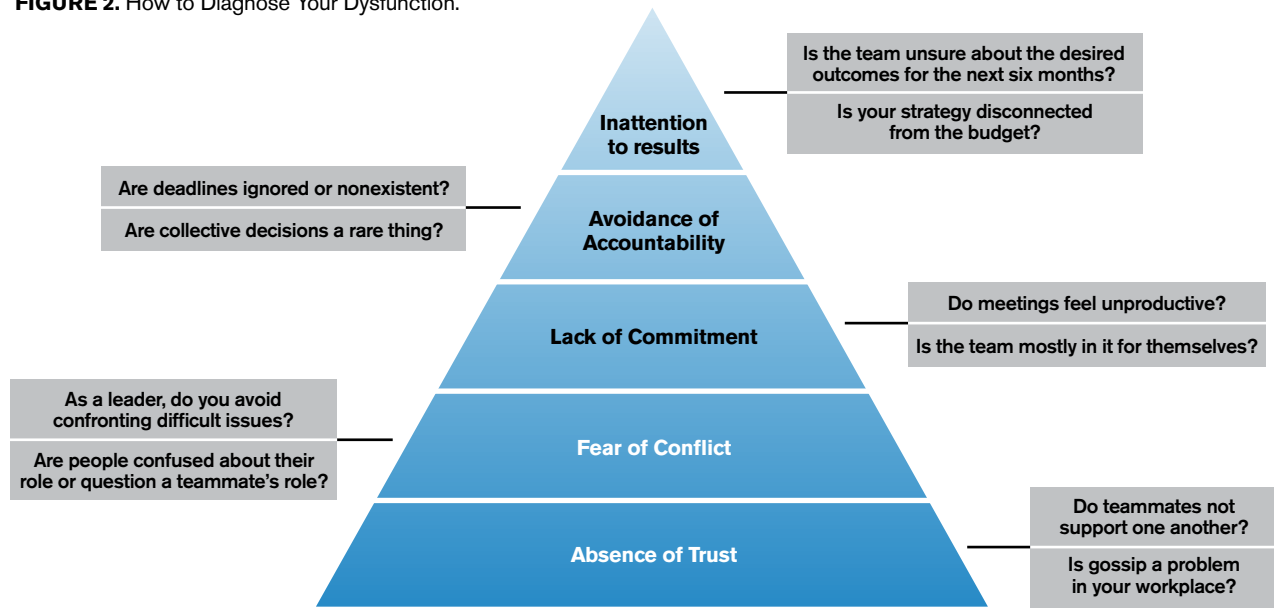 FIGURE 2. How to Diagnose Your Dysfunction.
Is the team unsure about the desired
outcomes for the next six months?
Is your strategy disconnected
from the budget?
Inattention
to results
Are deadlines ignored or nonexistent?
Are collective decisions a rare thing?
Avoidance of
Accountability
Do meetings feel unproductive?
Is the team mostly in it for themselves?
Lack of Commitment
As a leader, do you avoid
confronting difficult issues?
Are people confused about their
role or question a teammate's role?
Fear of Conflict
Do teammates not
support one another?
Is gossip a problem
in your workplace?
Absence of Trust